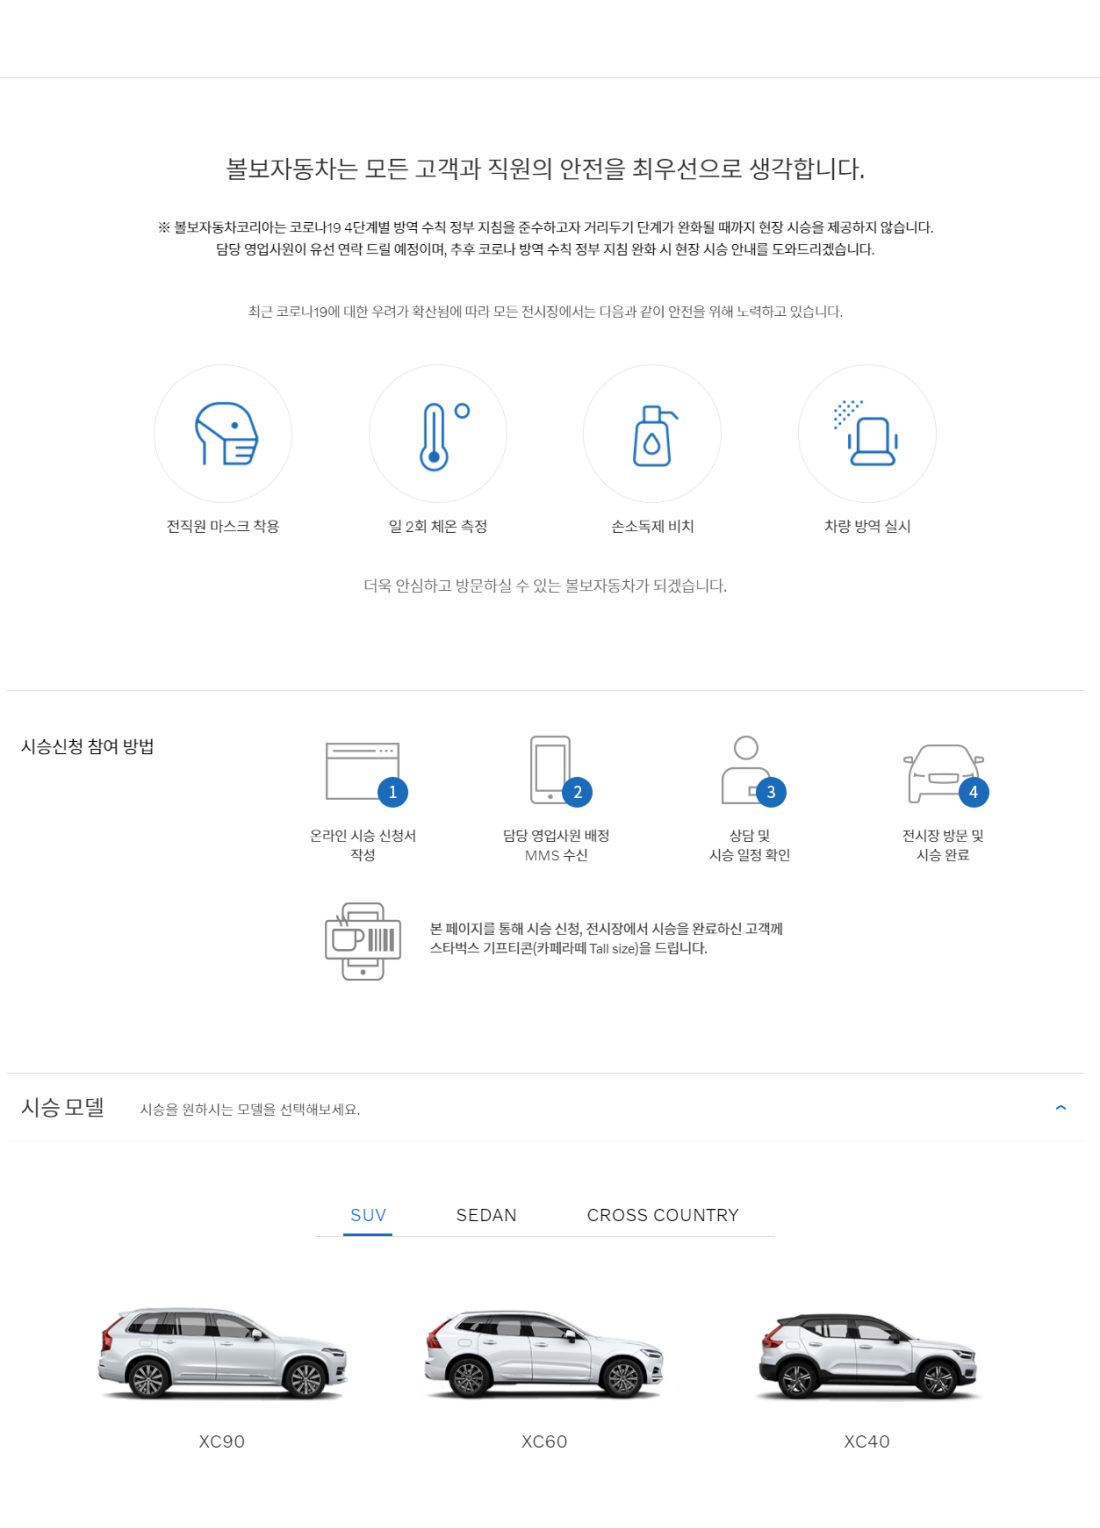 볼보자동차는 모든 고객과 직원의 안전을 최우선으로 생각합니다.
※ 볼보자동차코리아는 코로나19 4단계별 방역 수칙 정부 지침을 준수하고자 거리두기 단계가 완화될 때까지 현장 시승을 제공하지 않습니다.
담당 영업사원이 유선 연락 드릴 예정이며, 추후 코로나 방역 수칙 정부 지침 완화 시 현장 시승 안내를 도와드리겠습니다.
최근 코로나19에 대한 우려가 확산됨에 따라 모든 전시장에서는 다음과 같이 안전을 위해 노력하고 있습니다.
전직원 마스크 착용
일 2회 체온 측정
손소독제 비치
차량 방역 실시
더욱 안심하고 방문하실 수 있는 볼보자동차가 되겠습니다.
시승신청 참여 방법
1
2
3
4
온라인 시승 신청서
작성
담당 영업사원 배정
MMS 수신
상담 및
시승 일정 확인
전시장 방문 및
시승 완료
본 페이지를 통해 시승 신청, 전시장에서 시승을 완료하신 고객께
스타벅스 기프티콘(카페라떼 Tall size)을 드립니다.
시승 모델
시승을 원하시는 모델을 선택해보세요.
SUV
SEDAN
CROSS COUNTRY
XC90
XC60
XC40